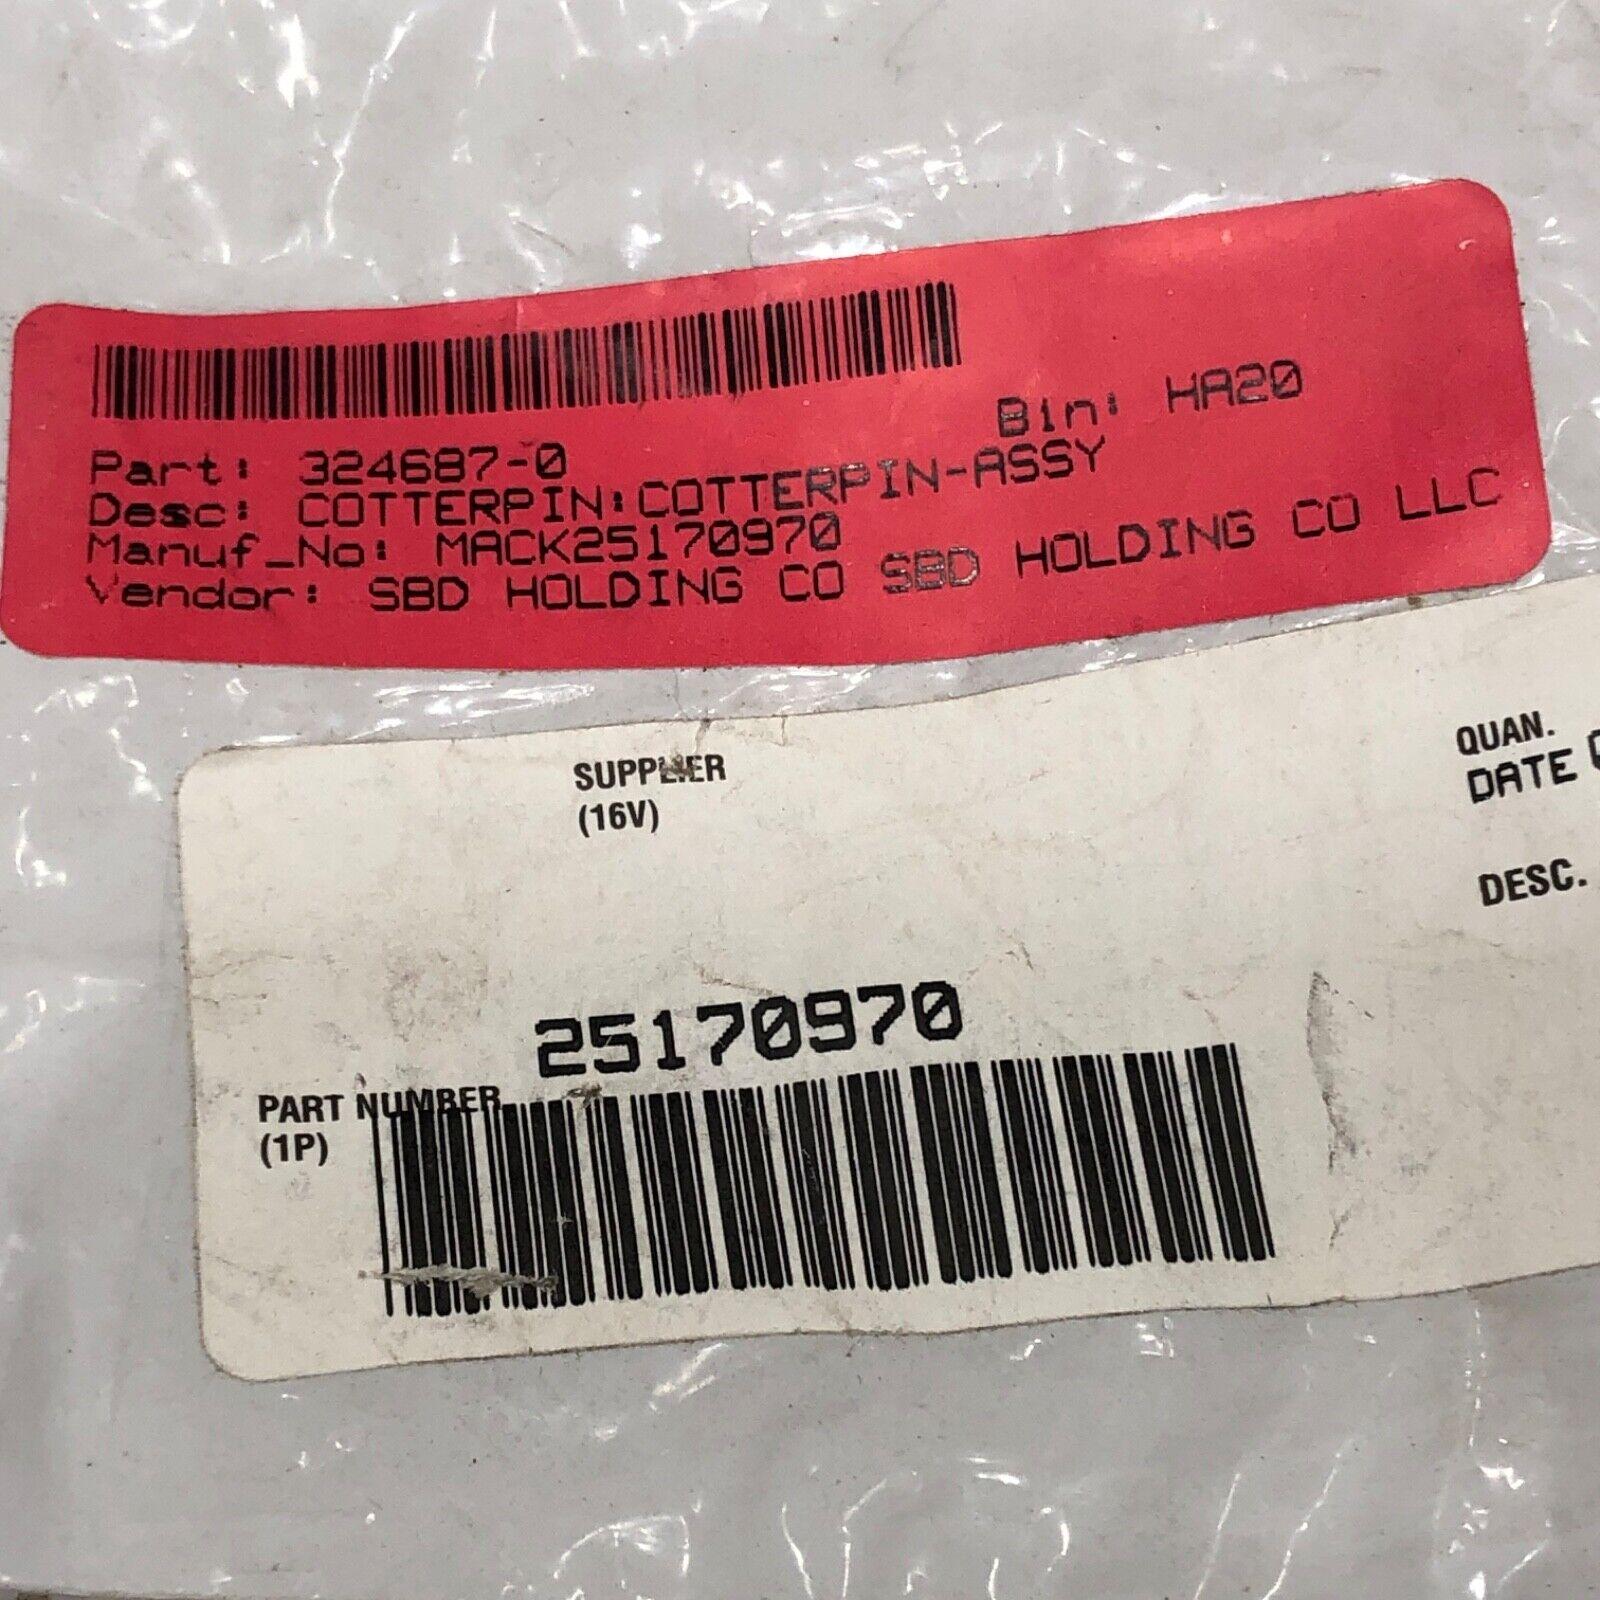 Bin: HA20
Part: 324687-0
Desc: COTTERPIN:COTTERPIN-ASSY
Manuf_No: MACK25170970
Vendor: SBD HOLDING CO SBD HOLDING CO LLC
SUPPLIER
(16V)
QUAN.
DATE
DESC.
25170970
PART NUMBER
(1P)